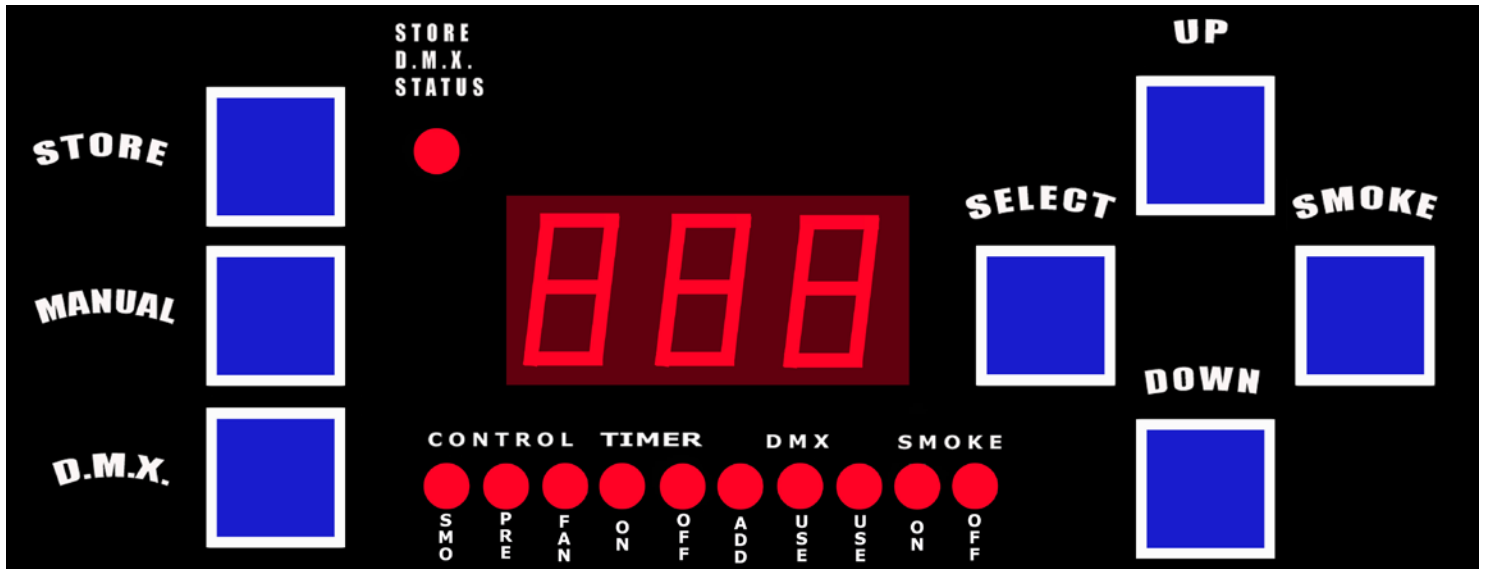 STORE
D.M.X.
STATUS
UP
STORE
SELECT
SMOKE
888
MANUAL
DOWN
CONTROL TIMER DMX SMOKE
D.M.X.
SMO PRE FAN ON OFF ADD USE USE ON OFF